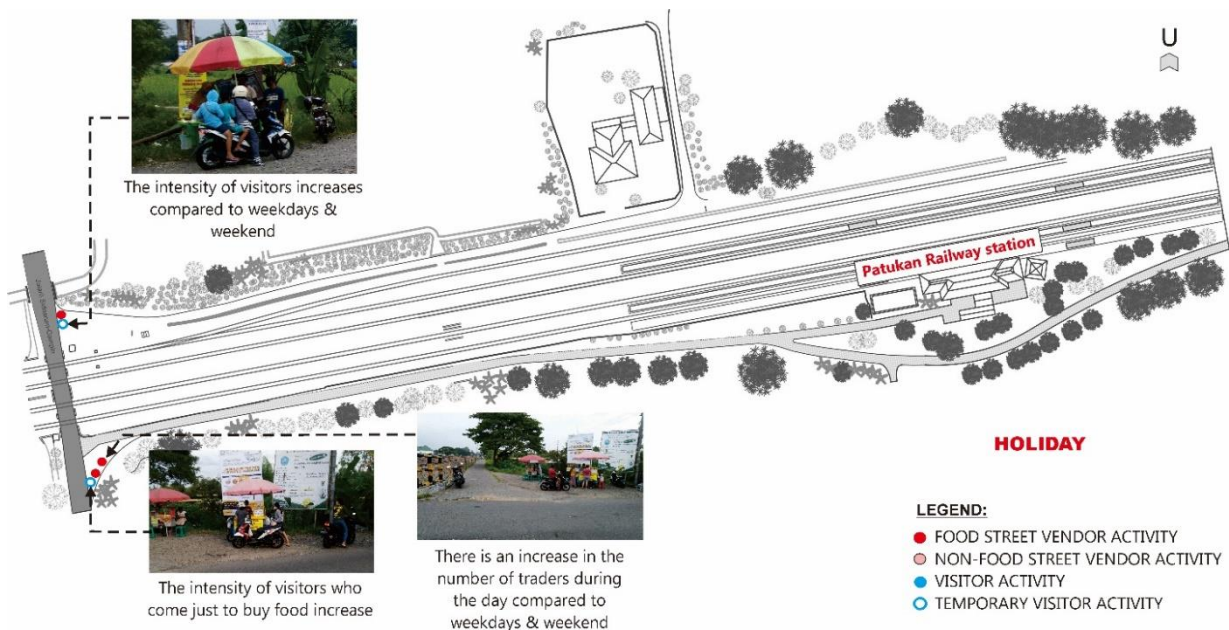 U
The intensity of visitors increases
compared to weekdays &
weekend
Patukan Railway station
HOLIDAY
The intensity of visitors who
come just to buy food increase
There is an increase in the
number of traders during
the day compared to
weekdays & weekend
LEGEND:
FOOD STREET VENDOR ACTIVITY
NON-FOOD STREET VENDOR ACTIVITY
VISITOR ACTIVITY
TEMPORARY VISITOR ACTIVITY